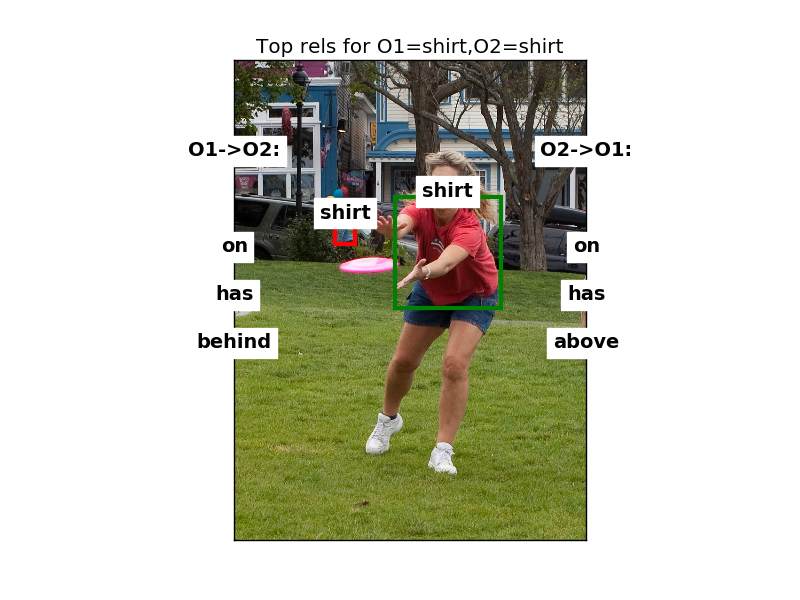 Top rels for O1=shirt,O2=shirt
O1->O2:
O2->O1:
shirt
shirt
on
on
has
has
behind
above